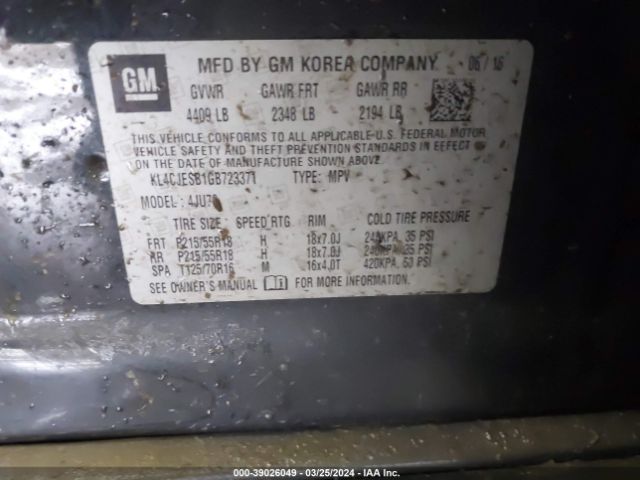 GM
MFD BY GM KOREA COMPANY 06/16
GVWR GAWR FRT GAWR RR
4409 LB 2348 LB 2194 LB
THIS VEHICLE CONFORMS TO ALL APPLICABLE U.S. FEDERAL MOTOR
VEHICLE SAFETY AND THEFT PREVENTION STANDARDS IN EFFECT
ON THE DATE OF MANUFACTURE SHOWN ABOVE
KL4CJESB1GB723371 TYPE: MPV
MODEL: 4JU76
TIRE SIZE SPEED RTG RIM COLD TIRE PRESSURE
FRT P215/55R18 H 18x7.0J 240KPA, 35 PSI
RR P215/55R18 H 18x7.0J 240KPA, 35 PSI
SPA T125/70R16 M 16x4.0T 420KPA, 60 PSI
SEE OWNER'S MANUAL FOR MORE INFORMATION.
000-39026049 — 03/25/2024 — IAA Inc.